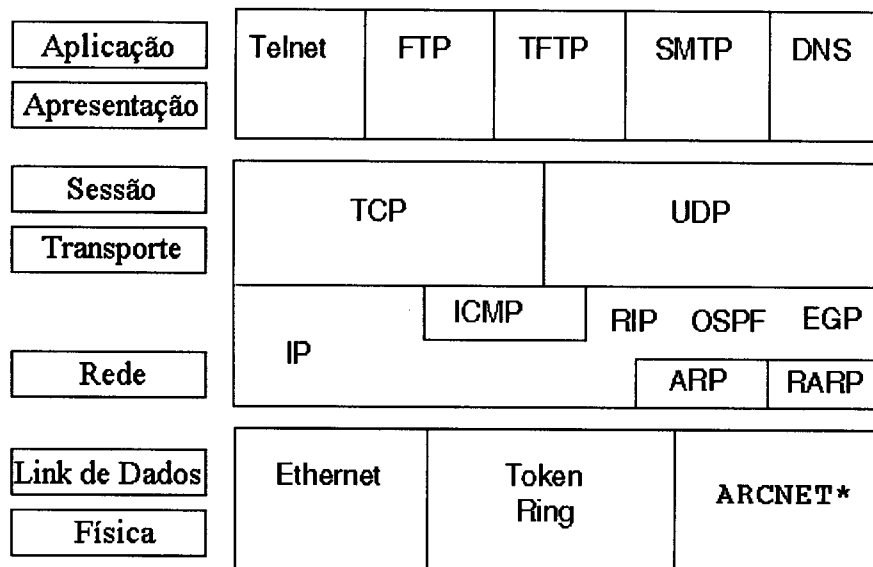 Aplicação
Telnet FTP TFTP SMTP DNS
Apresentação
Sessão
TCP UDP
Transporte
ICMP RIP OSPF EGP
IP
Rede
ARP RARP
Link de Dados
Ethernet Token Ring ARCNET*
Física